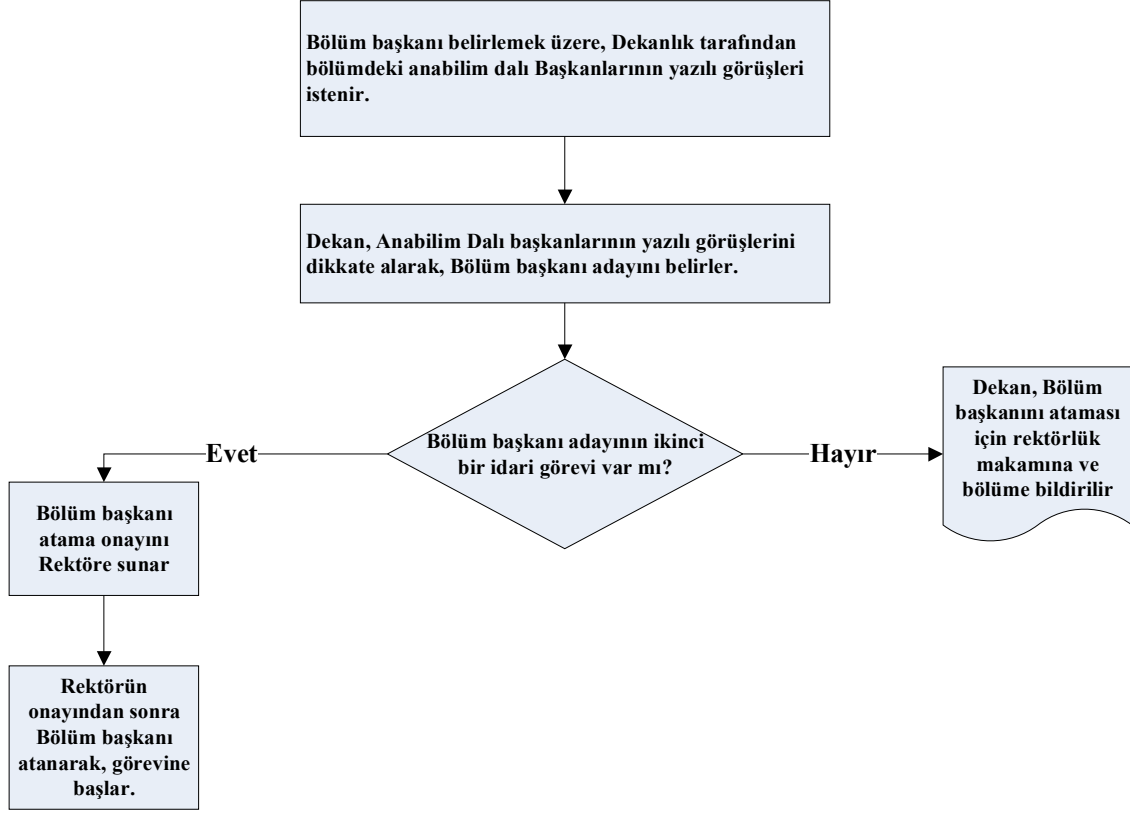 Bölüm başkanı belirlemek üzere, Dekanlık tarafından
bölümdeki anabilim dalı Başkanlarının yazılı görüşleri
istenir.
Dekan, Anabilim Dalı başkanlarının yazılı görüşlerini
dikkate alarak, Bölüm başkanı adayını belirler.
Bölüm başkanı adayının ikinci
bir idari görevi var mı?
Evet
Hayır
Dekan, Bölüm
başkanını ataması
için rektörlük
makamına ve
bölüme bildirilir
Bölüm başkanı
atama onayını
Rektöre sunar
Rektörün
onayından sonra
Bölüm başkanı
atanarak, görevine
başlar.